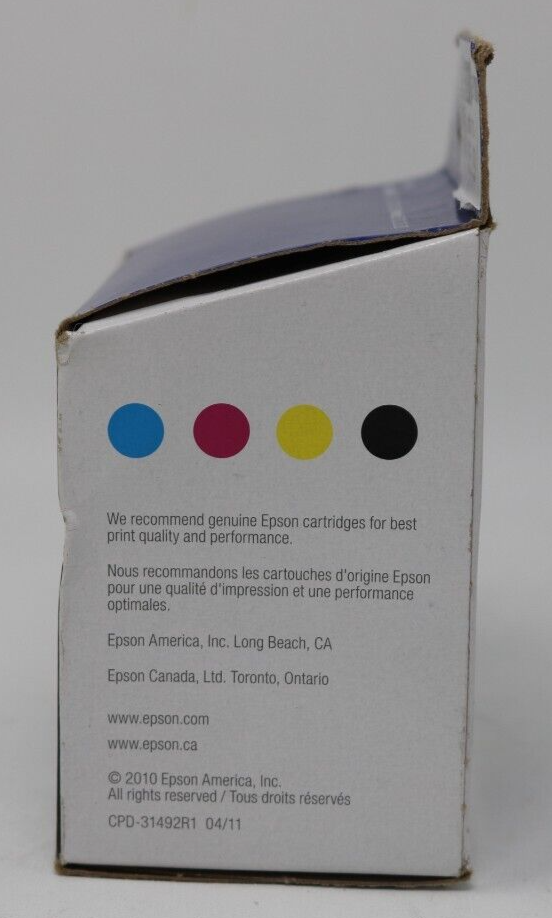 We recommend genuine Epson cartridges for best
print quality and performance.
Nous recommandons les cartouches d'origine Epson
pour une qualité d'impression et une performance
optimales.
Epson America, Inc. Long Beach, CA
Epson Canada, Ltd. Toronto, Ontario
www.epson.com
www.epson.ca
© 2010 Epson America, Inc.
All rights reserved / Tous droits réservés
CPD-31492R1 04/11